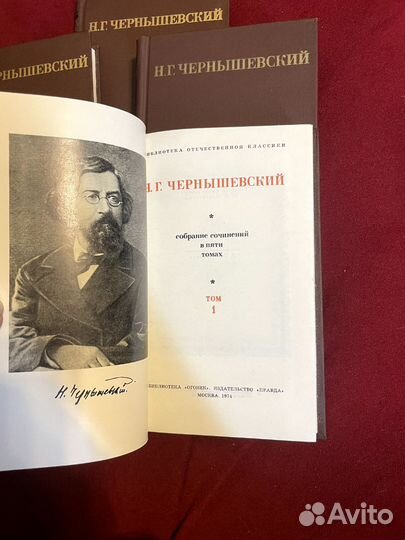 Н.Г. ЧЕРНЫШЕВСКИЙ
РНЫШЕВСКИЙ
Н.Г. ЧЕРНЫШЕВСКИЙ
БИБЛИОТЕКА ОТЕЧЕСТВЕННОЙ КЛАССИКИ
Н.Г. ЧЕРНЫШЕВСКИЙ
*
собрание сочинений
в пяти
томах
*
ТОМ
1
БИБЛИОТЕКА «ОГОНЕК». ИЗДАТЕЛЬСТВО «ПРАВДА»
МОСКВА. 1974
Н. Чернышевский.
Avito